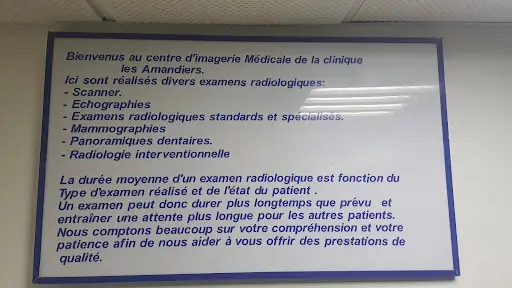 Bienvenus au centre d'imagerie Médicale de la clinique
les Amandiers.
Ici sont réalisés divers examens radiologiques:
- Scanner.
- Echographies
- Examens radiologiques standards et spécialisés.
- Mammographies
- Panoramiques dentaires.
- Radiologie interventionnelle
La durée moyenne d'un examen radiologique est fonction du
Type d'examen réalisé et de l'état du patient .
Un examen peut donc durer plus longtemps que prévu et
entraîner une attente plus longue pour les autres patients.
Nous comptons beaucoup sur votre compréhension et votre
patience afin de nous aider à vous offrir des prestations de
qualité.